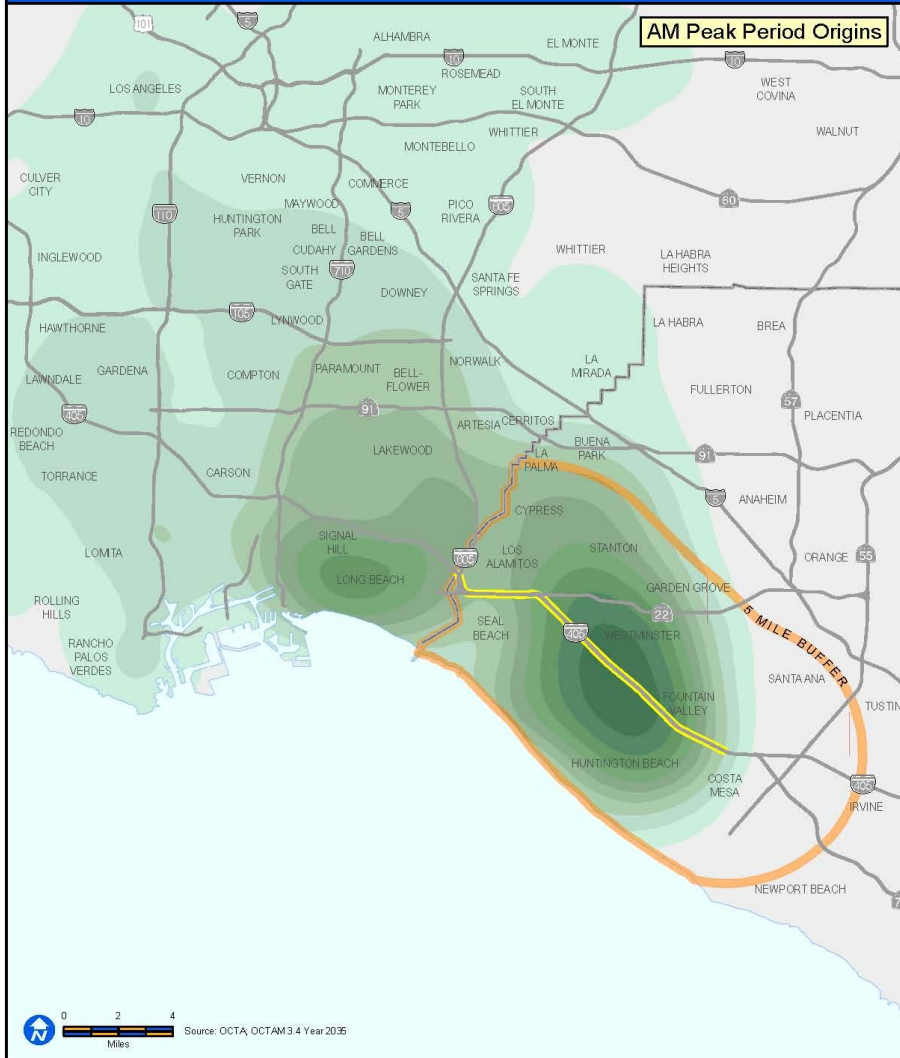 AM Peak Period Origins
101
5
ALHAMBRA
EL MONTE
10
ROSEMEAD
10
LOS ANGELES
MONTEREY
PARK
SOUTH
EL MONTE
WEST
COVINA
10
WHITTIER
WALNUT
MONTEBELLO
CULVER
CITY
VERNON
COMMERCE
MAYWOOD
110
HUNTINGTON
PARK
5
PICO
RIVERA
605
60
BELL
BELL
GARDENS
CUDAHY
INGLEWOOD
SOUTH
GATE
710
WHITTIER
LA HABRA
HEIGHTS
SANTA FE
SPRINGS
DOWNEY
105
LYNWOOD
HAWTHORNE
LA HABRA
BREA
NORWALK
LA
MIRADA
GARDENA
COMPTON
PARAMOUNT
BELL-
FLOWER
LAWNDALE
FULLERTON
405
91
57
PLACENTIA
REDONDO
BEACH
ARTESIA
CERRITOS
BUENA
PARK
LAKEWOOD
LA
PALMA
91
TORRANCE
CARSON
5
ANAHEIM
CYPRESS
SIGNAL
HILL
STANTON
LOMITA
605
LOS
ALAMITOS
ORANGE
55
LONG BEACH
GARDEN GROVE
ROLLING
HILLS
22
5 MILE BUFFER
SEAL
BEACH
405
WESTMINSTER
RANCHO
PALOS
VERDES
SANTA ANA
FOUNTAIN
VALLEY
TUSTIN
HUNTINGTON BEACH
COSTA
MESA
405
IRVINE
NEWPORT BEACH
7
N
0 2 4
Miles
Source: OCTA; OCTAM 3.4 Year 2035